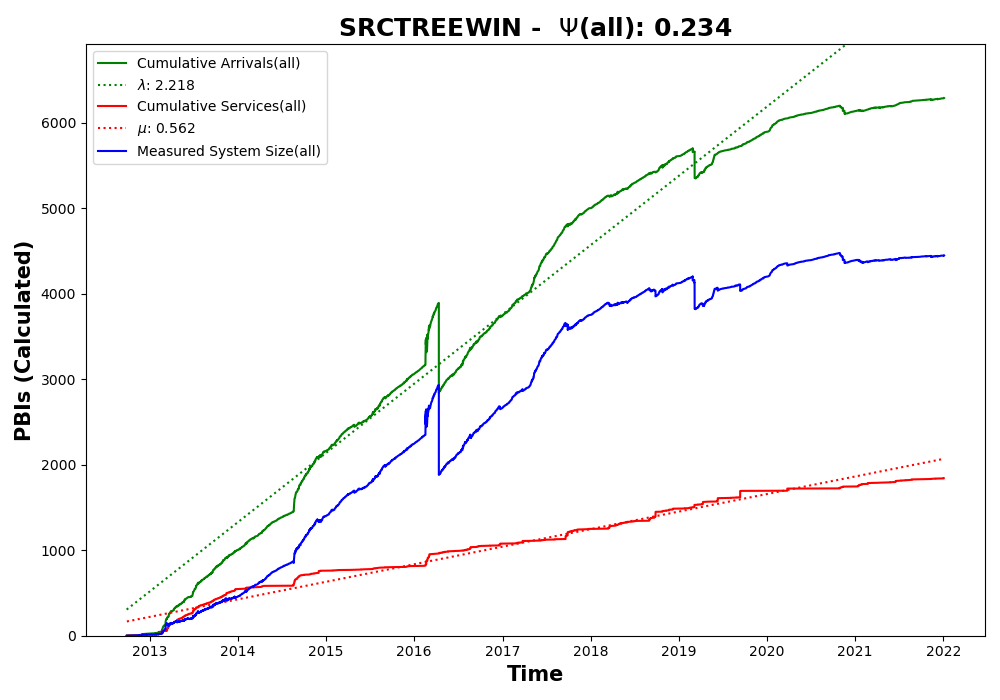 SRCTREEWIN - Ψ(all): 0.234
Cumulative Arrivals(all)
λ: 2.218
Cumulative Services(all)
μ: 0.562
Measured System Size(all)
6000
5000
4000
3000
2000
1000
0
PBIs (Calculated)
2013 2014 2015 2016 2017 2018 2019 2020 2021 2022
Time